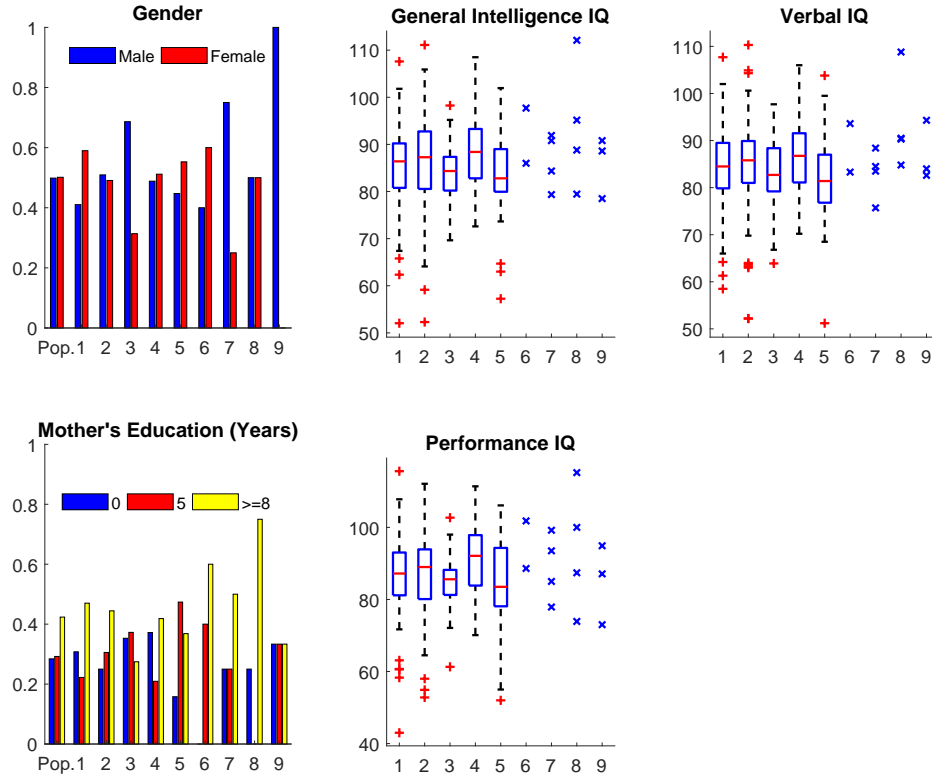 Gender
1
Male Female
0.8
0.6
0.4
0.2
0
Pop. 1 2 3 4 5 6 7 8 9
General Intelligence IQ
110
100
90
80
70
60
50
1 2 3 4 5 6 7 8 9
Verbal IQ
110
100
90
80
70
60
50
1 2 3 4 5 6 7 8 9
Mother's Education (Years)
1
0.8
0 5 >=8
0.6
0.4
0.2
0
Pop. 1 2 3 4 5 6 7 8 9
Performance IQ
100
80
60
40
1 2 3 4 5 6 7 8 9